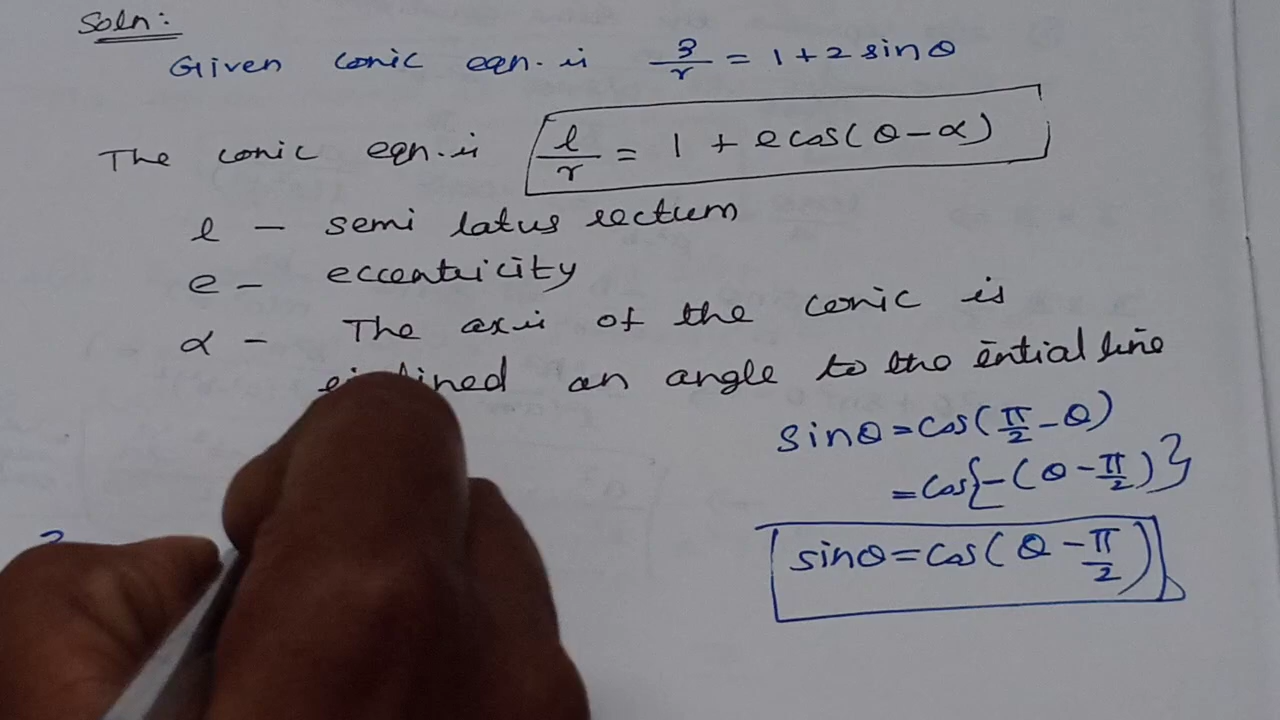 Soln:
Given conic eqn. is 3/r = 1 + 2 sinθ
The conic eqn. is l/r = 1 + e cos(θ - α)
l - semi latus rectum
e - eccentricity
α - The axis of the conic is
an angle to the ential line
sinθ = cos(π/2 - θ)
= cos{-(θ - π/2)}
sinθ = cos(θ - π/2)